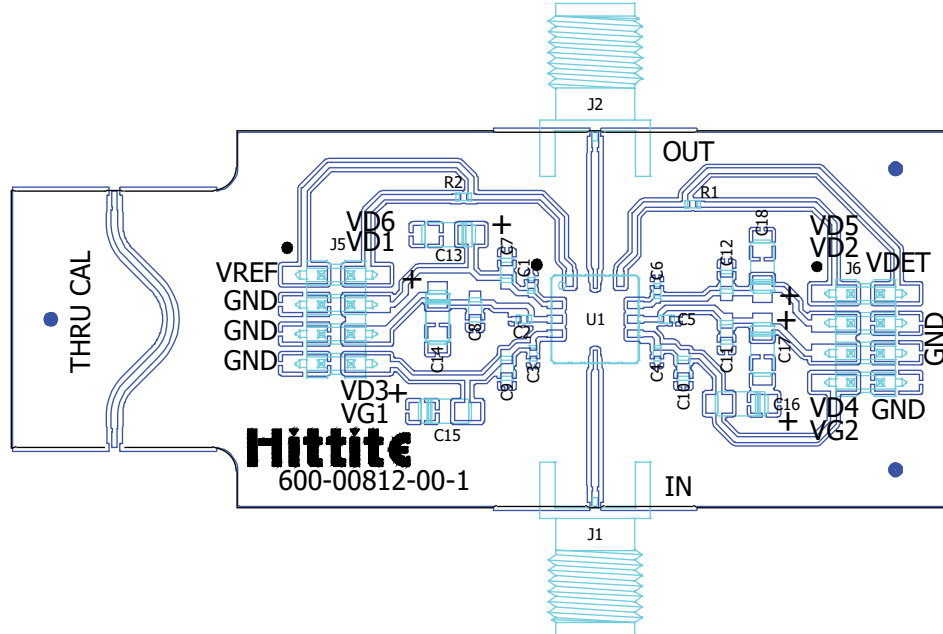 J2
OUT
R2
R1
VD6
VD1
J5
+
C13
C7
C1
C6
C12
C18
VD5
VD2
J6
VDET
VREF
GND
GND
GND
+
C14
C8
C2
C3
C9
U1
C5
C4
C10
C11
C17
+
+
GND
GND
VD3+
VG1
C15
C16
+
VD4
VG2
THRU CAL
Hittite
600-00812-00-1
IN
J1